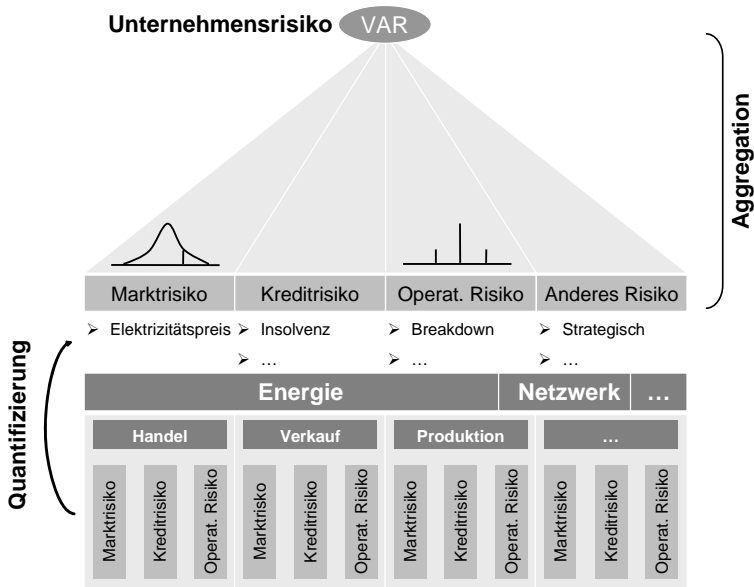 Unternehmensrisiko VAR
Aggregation
Marktrisiko Kreditrisiko Operat. Risiko Anderes Risiko
➢ Elektrizitätspreis ➢ Insolvenz ➢ Breakdown ➢ Strategisch
➢ … ➢ … ➢ …
Quantifizierung
Energie Netzwerk …
Handel Verkauf Produktion …
Marktrisiko Kreditrisiko Operat. Risiko Marktrisiko Kreditrisiko Operat. Risiko Marktrisiko Kreditrisiko Operat. Risiko Marktrisiko Kreditrisiko Operat. Risiko